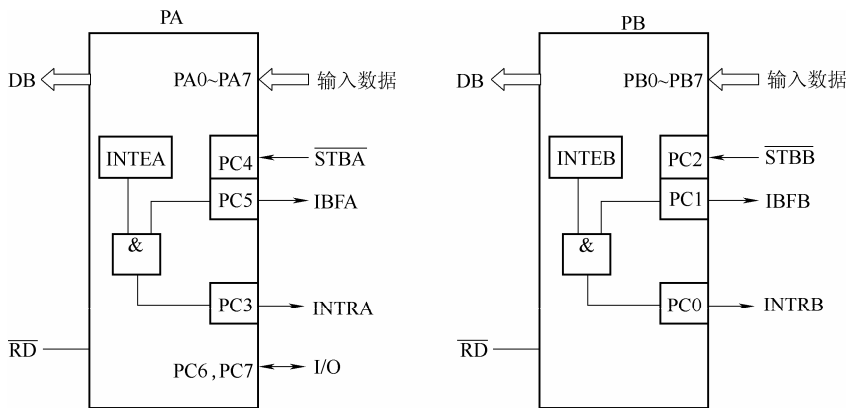 PA
DB
PA0~PA7
输入数据
INTEA
PC4
STBA
PC5
IBFA
&
PC3
INTRA
RD
PC6,PC7
I/O
PB
DB
PB0~PB7
输入数据
INTEB
PC2
STBB
PC1
IBFB
&
PC0
INTRB
RD